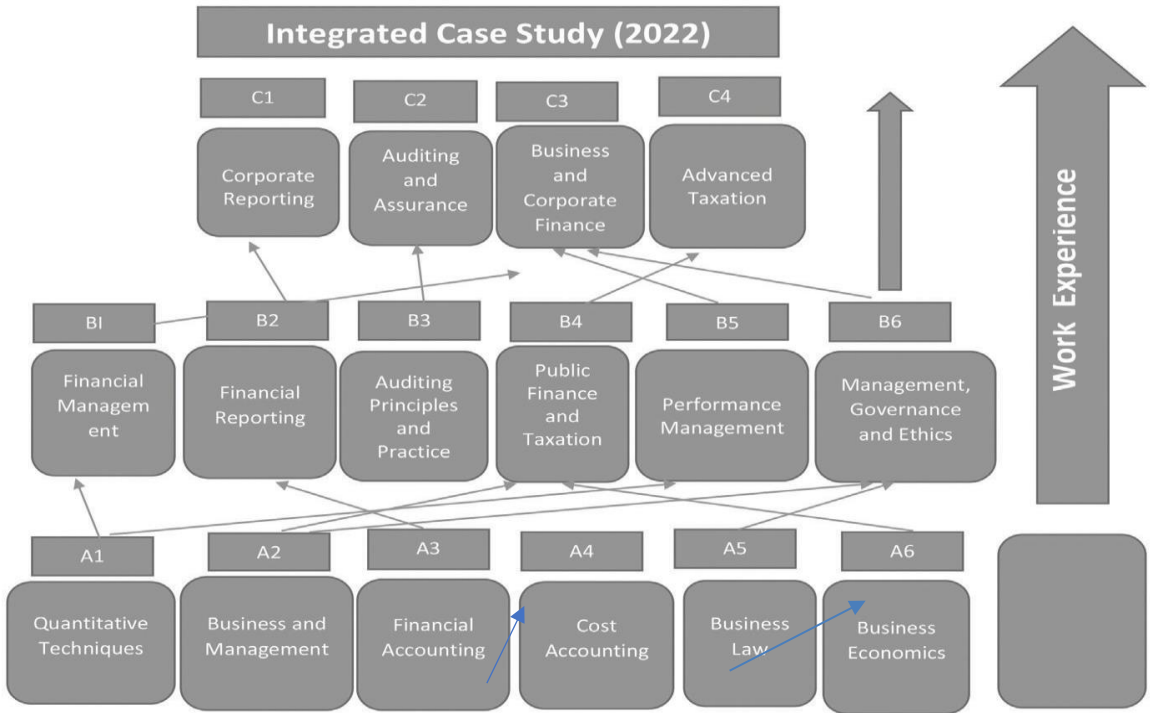 Integrated Case Study (2022)
C1
C2
C3
C4
Corporate
Reporting
Auditing
and
Assurance
Business
and
Corporate
Finance
Advanced
Taxation
Work Experience
BI
B2
B3
B4
B5
B6
Financial
Managem
ent
Financial
Reporting
Auditing
Principles
and
Practice
Public
Finance
and
Taxation
Performance
Management
Management,
Governance
and Ethics
A1
A2
A3
A4
A5
A6
Quantitative
Techniques
Business and
Management
Financial
Accounting
Cost
Accounting
Business
Law
Business
Economics